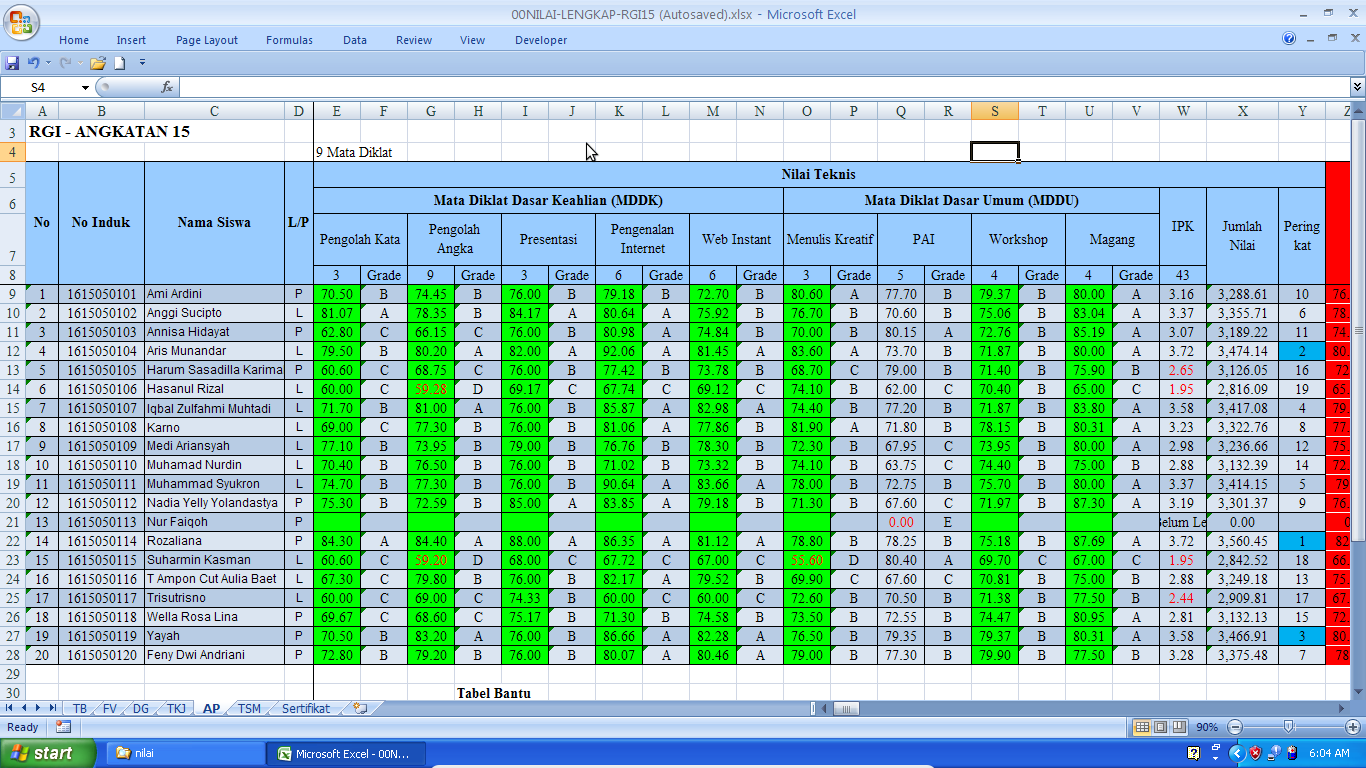 00NILAI-LENGKAP-RGI15 (Autosaved).xlsx - Microsoft Excel
Home Insert Page Layout Formulas Data Review View Developer
S4 fx
A B C D E F G H I J K L M N O P Q R S T U V W X Y Z
3 RGI - ANGKATAN 15
4 9 Mata Diklat
5 Nilai Teknis
6 Mata Diklat Dasar Keahlian (MDDK) Mata Diklat Dasar Umum (MDDU)
No No Induk Nama Siswa L/P IPK Jumlah Nilai Pering kat
7 Pengolah Kata Pengolah Angka Presentasi Pengenalan Internet Web Instant Menulis Kreatif PAI Workshop Magang
8 3 Grade 9 Grade 3 Grade 6 Grade 6 Grade 3 Grade 5 Grade 4 Grade 4 Grade 43
9 1 1615050101 Ami Ardini P 70.50 B 74.45 B 76.00 B 79.18 B 72.70 B 80.60 A 77.70 B 79.37 B 80.00 A 3.16 3,288.61 10 76.
10 2 1615050102 Anggi Sucipto L 81.07 A 78.35 B 84.17 A 80.64 A 75.92 B 76.70 B 70.60 B 75.06 B 83.04 A 3.37 3,355.71 6 78.
11 3 1615050103 Annisa Hidayat P 62.80 C 66.15 C 76.00 B 80.98 A 74.84 B 70.00 B 80.15 A 72.76 B 85.19 A 3.07 3,189.22 11 74.
12 4 1615050104 Aris Munandar L 79.50 B 80.20 A 82.00 A 92.06 A 81.45 A 83.60 A 73.70 B 71.87 B 80.00 A 3.72 3,474.14 2 80.
13 5 1615050105 Harum Sasadilla Karima P 60.60 C 68.75 C 76.00 B 77.42 B 73.78 B 68.70 C 79.00 B 71.40 B 75.90 B 2.65 3,126.05 16 72
14 6 1615050106 Hasanul Rizal L 60.00 C 59.28 D 69.17 C 67.74 C 69.12 C 74.10 B 62.00 C 70.40 B 65.00 C 1.95 2,816.09 19 65.
15 7 1615050107 Iqbal Zulfahmi Muhtadi L 71.70 B 81.00 A 76.00 B 85.87 A 82.98 A 74.40 B 77.20 B 71.87 B 83.80 A 3.58 3,417.08 4 79.
16 8 1615050108 Karno L 69.00 C 77.30 B 76.00 B 81.06 A 77.86 B 81.90 A 71.80 B 78.15 B 80.31 A 3.23 3,322.76 8 77.
17 9 1615050109 Medi Ariansyah L 77.10 B 73.95 B 79.00 B 76.76 B 78.30 B 72.30 B 67.95 C 73.95 B 80.00 A 2.98 3,236.66 12 75.
18 10 1615050110 Muhamad Nurdin L 70.40 B 76.50 B 76.00 B 71.02 B 73.32 B 74.10 B 63.75 C 74.40 B 75.00 B 2.88 3,132.39 14 72.
19 11 1615050111 Muhammad Syukron L 74.70 B 77.30 B 76.00 B 90.64 A 83.66 A 78.00 B 72.75 B 75.70 B 80.00 A 3.37 3,414.15 5 79
20 12 1615050112 Nadia Yelly Yolandastya P 75.30 B 72.59 B 85.00 A 83.85 A 79.18 B 71.30 B 67.60 C 71.97 B 87.30 A 3.19 3,301.37 9 76.
21 13 1615050113 Nur Faiqoh P 0.00 E Belum Le 0.00 0
22 14 1615050114 Rozaliana P 84.30 A 84.40 A 88.00 A 86.35 A 81.12 A 78.80 B 78.25 B 75.18 B 87.69 A 3.72 3,560.45 1 82
23 15 1615050115 Suharmin Kasman L 60.60 C 59.20 D 68.00 C 67.72 C 67.00 C 55.60 D 80.40 A 69.70 C 67.00 C 1.95 2,842.52 18 66.
24 16 1615050116 T Ampon Cut Aulia Baet L 67.30 C 79.80 B 76.00 B 82.17 A 79.52 B 69.90 C 67.60 C 70.81 B 75.00 B 2.88 3,249.18 13 75.
25 17 1615050117 Trisutrisno L 60.00 C 69.00 C 74.33 B 60.00 C 60.00 C 72.60 B 70.50 B 71.38 B 77.50 B 2.44 2,909.81 17 67.
26 18 1615050118 Wella Rosa Lina P 69.67 C 68.60 C 75.17 B 71.30 B 74.58 B 73.50 B 72.55 B 74.47 B 80.95 A 2.81 3,132.13 15 72.
27 19 1615050119 Yayah P 70.50 B 83.20 A 76.00 B 86.66 A 82.28 A 76.50 B 79.35 B 79.37 B 80.31 A 3.58 3,466.91 3 80.
28 20 1615050120 Feny Dwi Andriani P 72.80 B 79.20 B 76.00 B 80.07 A 80.46 A 79.00 B 77.30 B 79.90 B 77.50 B 3.28 3,375.48 7 78
29
30 Tabel Bantu
TB FV DG TKJ AP TSM Sertifikat
Ready 90%
start nilai Microsoft Excel - 00N... 6:04 AM